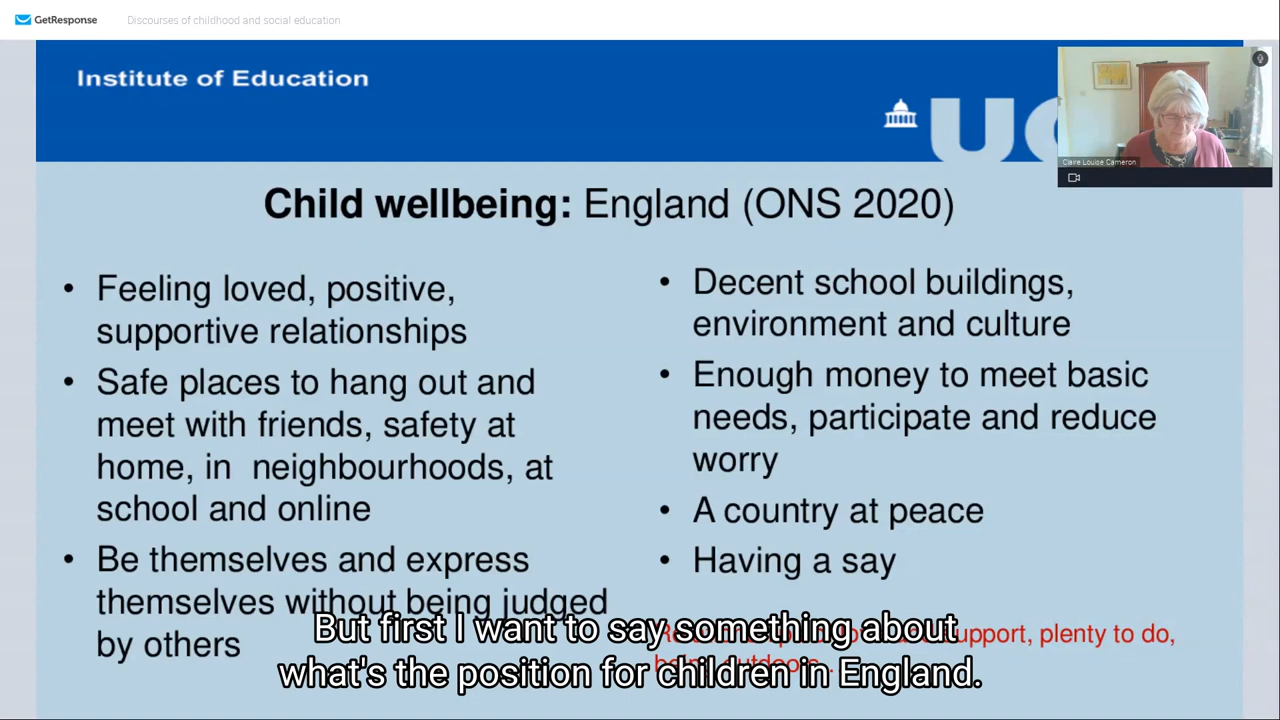 GetResponse
Discourses of childhood and social education
Institute of Education
Claire Louise Cameron
Child wellbeing: England (ONS 2020)
• Feeling loved, positive,
supportive relationships
• Safe places to hang out and
meet with friends, safety at
home, in neighbourhoods, at
school and online
• Be themselves and express
themselves without being judged
by others
• Decent school buildings,
environment and culture
• Enough money to meet basic
needs, participate and reduce
worry
• A country at peace
• Having a say
support, plenty to do,
But first I want to say something about
what's the position for children in England.